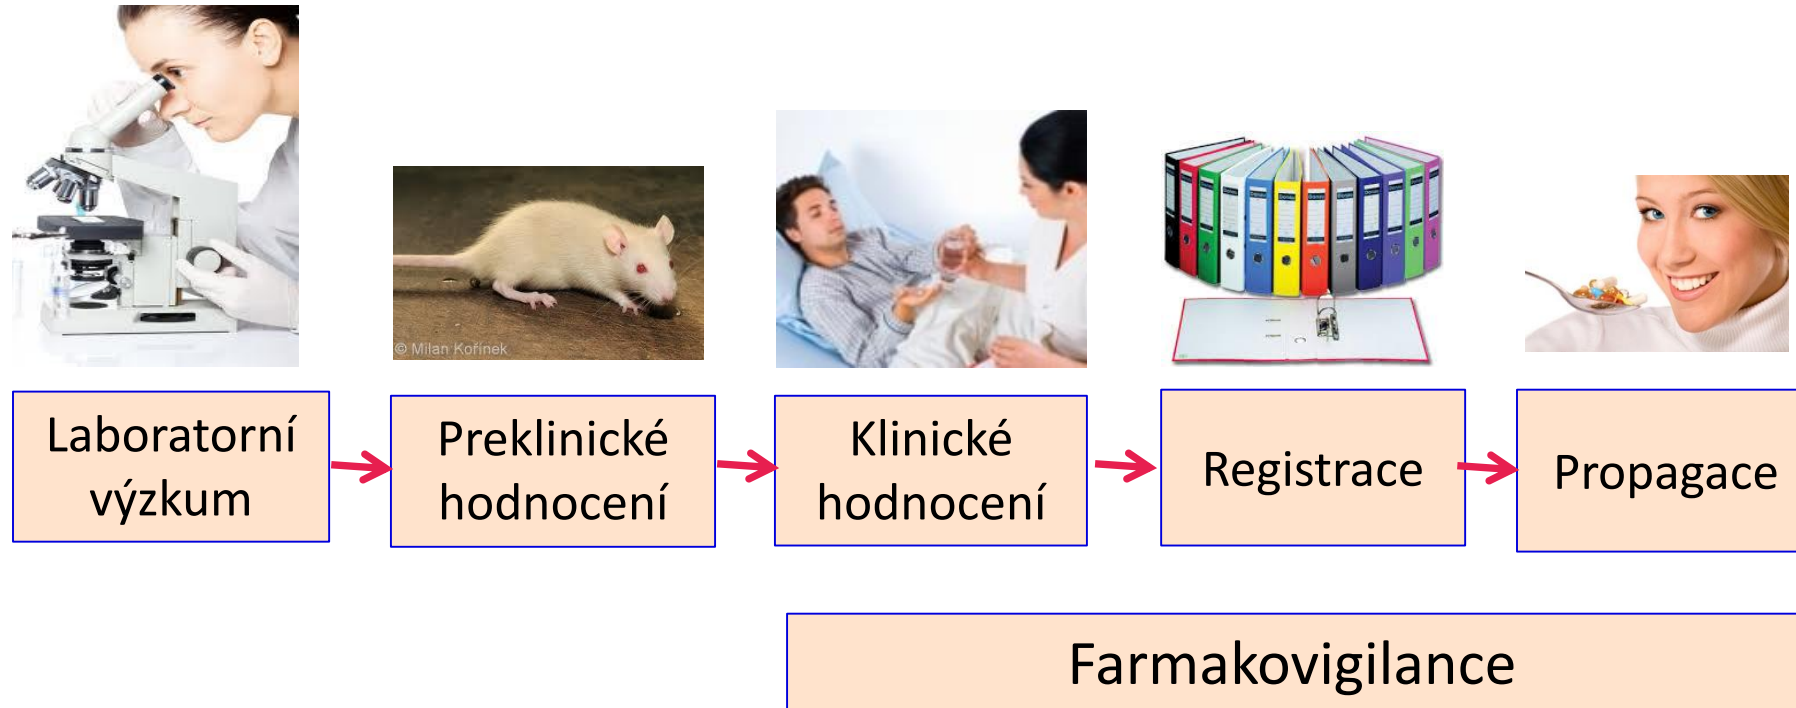 © Milan Kořínek
Laboratorní
výzkum
Preklinické
hodnocení
Klinické
hodnocení
Registrace
Propagace
Farmakovigilance